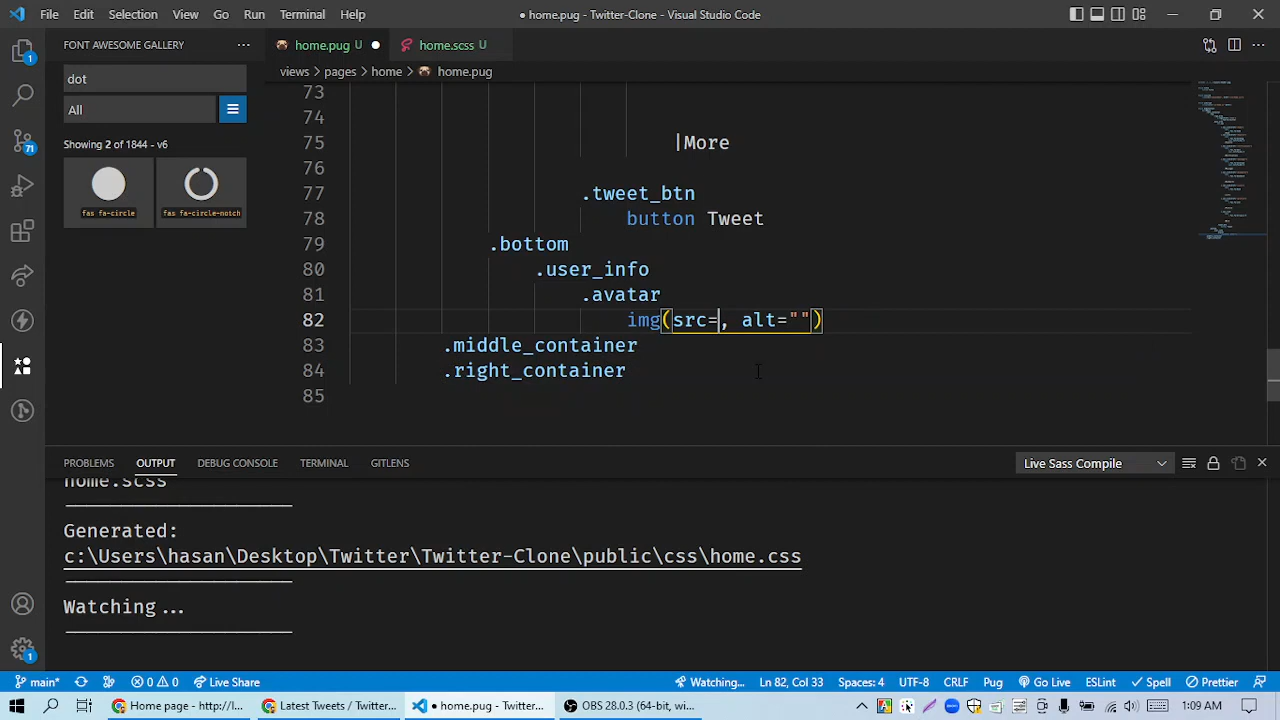 File Edit Selection View Go Run Terminal Help
● home.pug - Twitter-Clone - Visual Studio Code
FONT AWESOME GALLERY
home.pug U ●
home.scss U
dot
views > pages > home > home.pug
All
Showing 2 of 1844 - v6
fas fa-circle
fas fa-circle-notch
73
74
75 |More
76
77 .tweet_btn
78 button Tweet
79 .bottom
80 .user_info
81 .avatar
82 img(src=, alt="")
83 .middle_container
84 .right_container
85
1
71
1
PROBLEMS OUTPUT DEBUG CONSOLE TERMINAL GITLENS
Live Sass Compile
home.scss
Generated:
c:\Users\hasan\Desktop\Twitter\Twitter-Clone\public\css\home.css
Watching...
main* 0 0 Live Share
Watching... Ln 82, Col 33 Spaces: 4 UTF-8 CRLF Pug Go Live ESLint Spell Prettier
Home page - http://l...
Latest Tweets / Twitter...
● home.pug - Twitter-...
OBS 28.0.3 (64-bit, wi...
1:09 AM